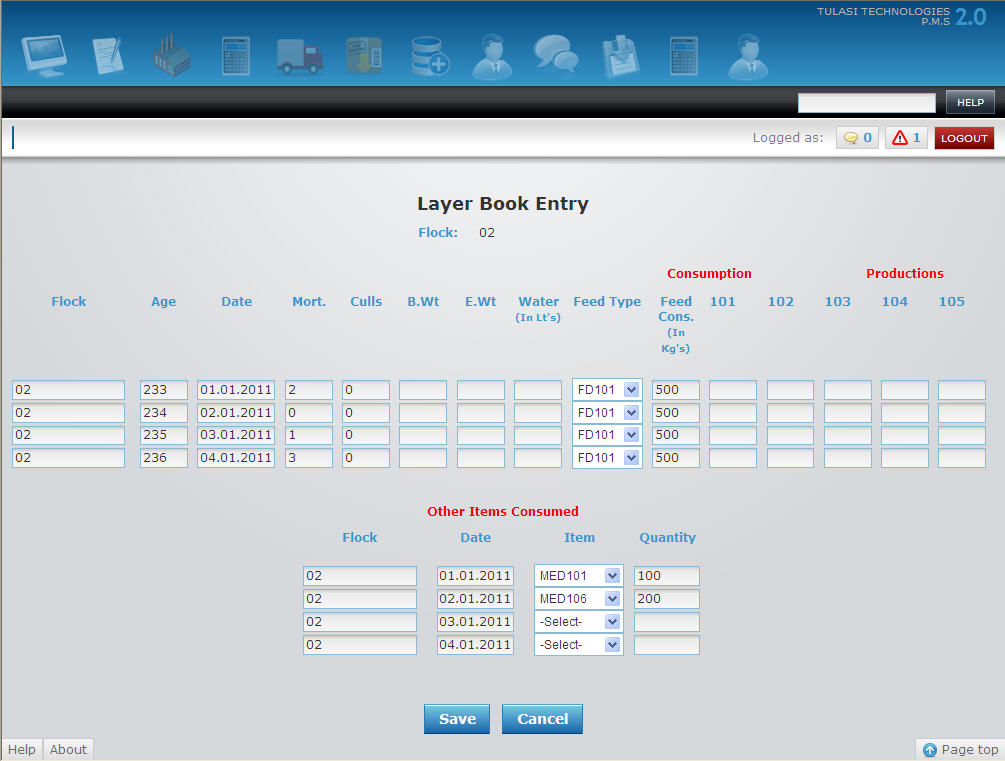 TULASI TECHNOLOGIES
P.M.S 2.0
HELP
Logged as: 0 1 LOGOUT
Layer Book Entry
Flock: 02
Consumption Productions
Flock Age Date Mort. Culls B.Wt E.Wt Water Feed Type Feed 101 102 103 104 105
(In Lt's) Cons.
(In
Kg's)
02 233 01.01.2011 2 0 FD101 500
02 234 02.01.2011 0 0 FD101 500
02 235 03.01.2011 1 0 FD101 500
02 236 04.01.2011 3 0 FD101 500
Other Items Consumed
Flock Date Item Quantity
02 01.01.2011 MED101 100
02 02.01.2011 MED106 200
02 03.01.2011 -Select-
02 04.01.2011 -Select-
Save Cancel
Help About Page top